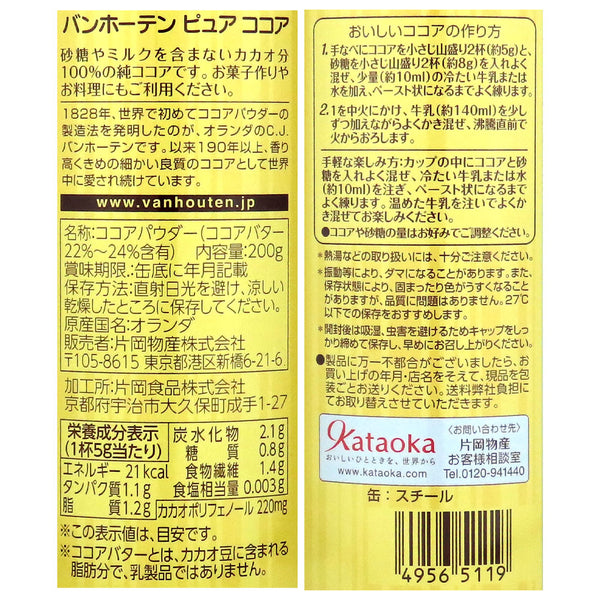 バンホーテン ピュア ココア
砂糖やミルクを含まないカカオ分
100%の純ココアです。お菓子作りや
お料理にもご利用ください。
1828年、世界で初めてココアパウダーの
製造法を発明したのが、オランダのC.J.
バンホーテンです。以来190年以上、香り
高くきめの細かい良質のココアとして世界
中に愛され続けています。
www.vanhouten.jp
名称:ココアパウダー(ココアバター
22%〜24%含有) 内容量:200g
賞味期限:缶底に年月記載
保存方法:直射日光を避け、涼しい
乾燥したところに保存してください。
原産国名:オランダ
販売者:片岡物産株式会社
〒105-8615 東京都港区新橋6-21-6
加工所:片岡食品株式会社
京都府宇治市大久保町成手1-27
栄養成分表示
(1杯5g当たり)
エネルギー 21kcal
タンパク質 1.1g
脂質 1.2g
炭水化物 2.1g
糖質 0.8g
食物繊維 1.4g
食塩相当量 0.003g
カカオポリフェノール 220mg
※この表示値は、目安です。
※ココアバターとは、カカオ豆に含まれる
脂肪分で、乳製品ではありません。
おいしいココアの作り方
1.手なべにココアを小さじ山盛り2杯(約5g)と、
砂糖を小さじ山盛り2杯(約8g)を入れよく
混ぜ、少量(約10ml)の冷たい牛乳または
水を加え、ペースト状になるまでよく練ります。
2.1を中火にかけ、牛乳(約140ml)を少し
ずつ加えながらよくかき混ぜ、沸騰直前で
火からおろします。
手軽な楽しみ方:カップの中にココアと砂
糖を入れよく混ぜ、冷たい牛乳または水
(約10ml)を注ぎ、ペースト状になるまで
よく練ります。温めた牛乳を注いでよくか
き混ぜてお楽しみください。
●ココアや砂糖の量はお好みでご調整ください。
*熱湯などの取り扱いには、十分ご注意ください。
*振動等により、ダマになることがあります。また、
保存状態により、固まったり色がうすくなること
がありますが、品質に問題はありません。27℃
以下での保存をおすすめします。
*開封後は吸湿、虫害を避けるためキャップをしっ
かり締めて保存し、早めにお召し上がりください。
●製品に万一不都合がございましたら、お
買い上げの年月・店名をそえて、現品を包
装ごとお送りください。送料弊社負担に
てお取り替えさせていただきます。
Kataoka
おいしいひとときを、世界から
www.kataoka.com
〈お問い合わせ先〉
片岡物産
お客様相談室
Tel.0120-941440
缶:スチール
4956 5119